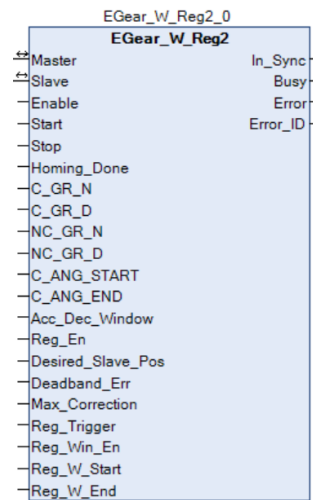 EGear_W_Reg2_0
EGear_W_Reg2
Master In_Sync
Slave Busy
Enable Error
Start Error_ID
Stop
Homing_Done
C_GR_N
C_GR_D
NC_GR_N
NC_GR_D
C_ANG_START
C_ANG_END
Acc_Dec_Window
Reg_En
Desired_Slave_Pos
Deadband_Err
Max_Correction
Reg_Trigger
Reg_Win_En
Reg_W_Start
Reg_W_End